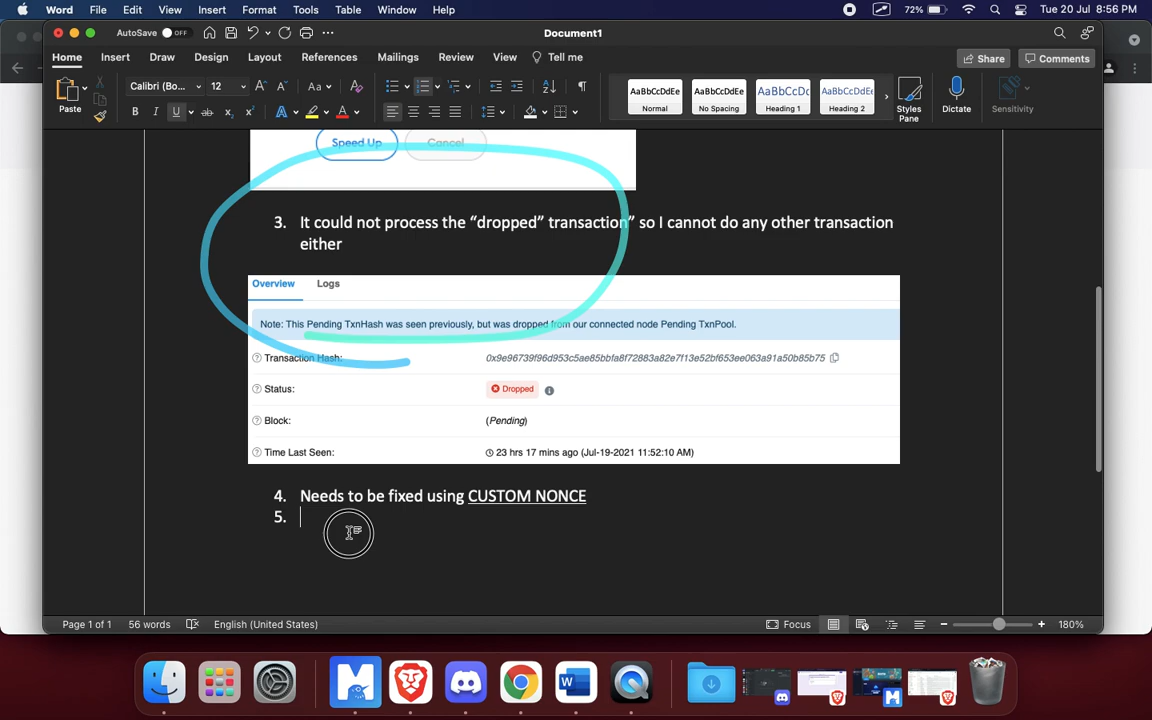 Word File Edit View Insert Format Tools Table Window Help 72% Tue 20 Jul 8:56 PM
AutoSave OFF Document1
Home Insert Draw Design Layout References Mailings Review View Tell me Share Comments
Paste Calibri (Bo... 12 Aa AaBbCcDdEe AaBbCcDdEe AaBbCcDc AaBbCcDdEe
Normal No Spacing Heading 1 Heading 2 Styles Pane Dictate Sensitivity
Speed Up Cancel
3. It could not process the “dropped” transaction” so I cannot do any other transaction
either
Overview Logs
Note: This Pending TxnHash was seen previously, but was dropped from our connected node Pending TxnPool.
Transaction Hash: 0x9e96739f96d953c5ae85bbfa8f72883a82e7f13e52bf653ee063a91a50b85b75
Status: Dropped
Block: (Pending)
Time Last Seen: 23 hrs 17 mins ago (Jul-19-2021 11:52:10 AM)
4. Needs to be fixed using CUSTOM NONCE
5.
Page 1 of 1 56 words English (United States) Focus 180%